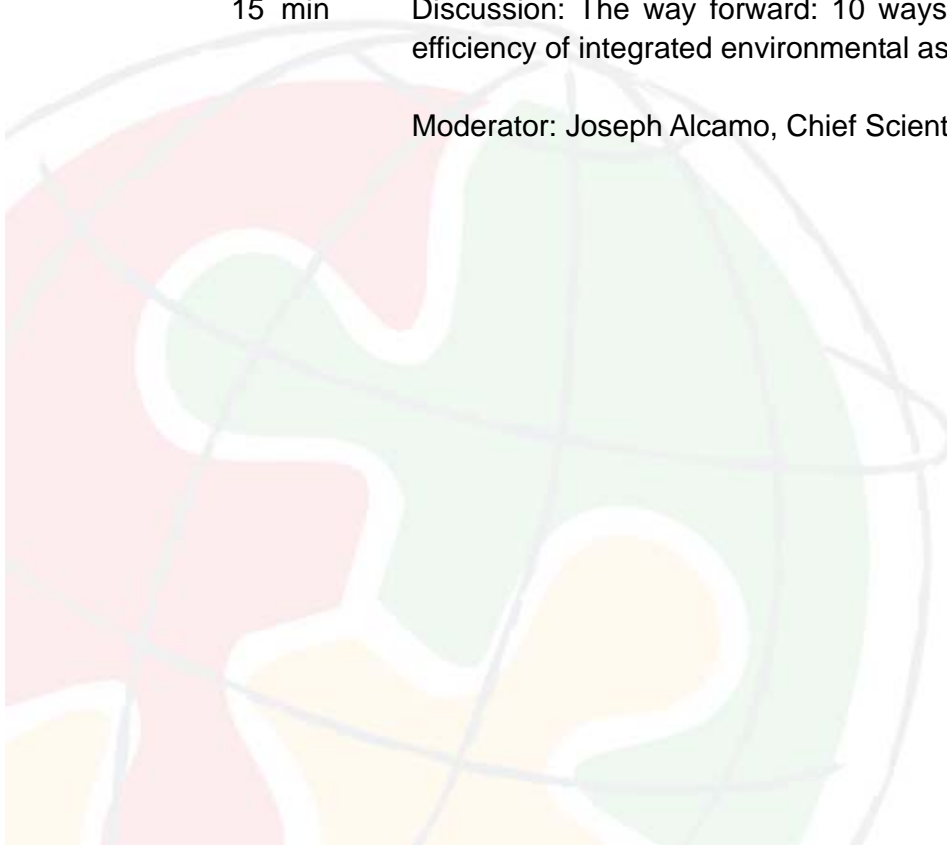 15 min Discussion: The way forward: 10 ways
efficiency of integrated environmental as
Moderator: Joseph Alcamo, Chief Scient